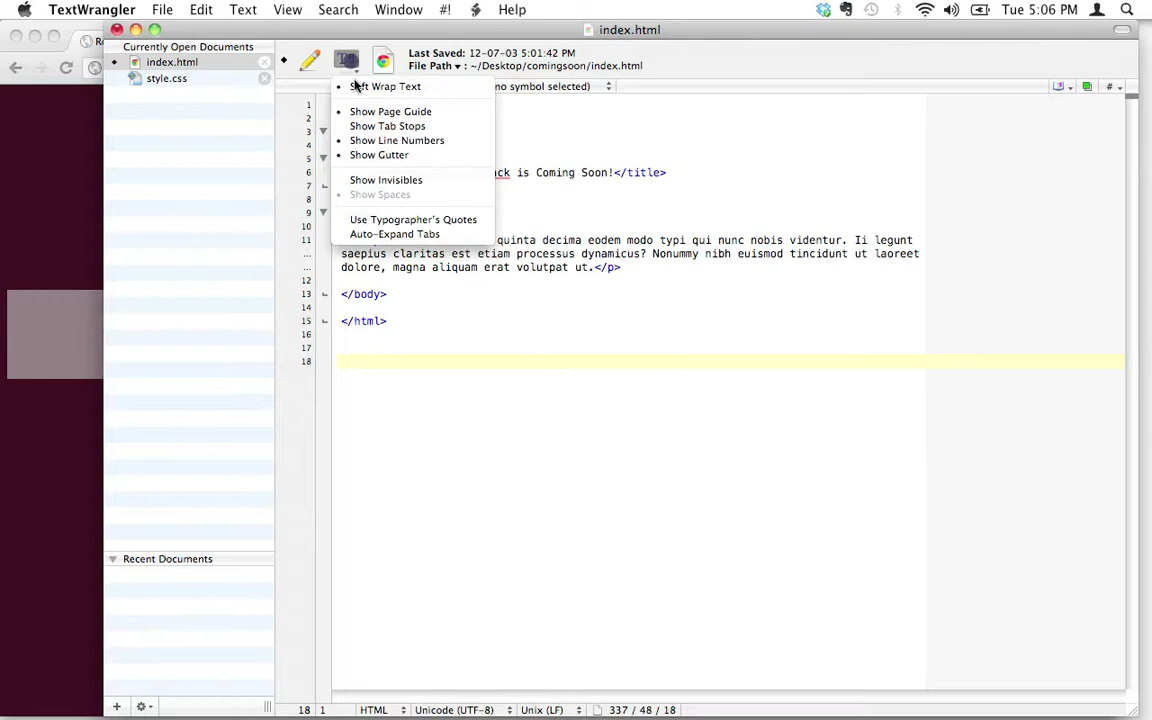 TextWrangler File Edit Text View Search Window #! Help Tue 5:06 PM
index.html
Currently Open Documents
index.html
style.css
Last Saved: 12-07-03 5:01:42 PM
File Path ▾ : ~/Desktop/comingsoon/index.html
no symbol selected)
#
Soft Wrap Text
Show Page Guide
Show Tab Stops
Show Line Numbers
Show Gutter
Show Invisibles
Show Spaces
Use Typographer's Quotes
Auto-Expand Tabs
1
2
3
4
5
6 ck is Coming Soon!</title>
7
8
9
10
11 quinta decima eodem modo typi qui nunc nobis videntur. Ii legunt
... saepius claritas est etiam processus dynamicus? Nonummy nibh euismod tincidunt ut laoreet
... dolore, magna aliquam erat volutpat ut.</p>
12
13 </body>
14
15 </html>
16
17
18
Recent Documents
18 1 HTML Unicode (UTF-8) Unix (LF) 337 / 48 / 18